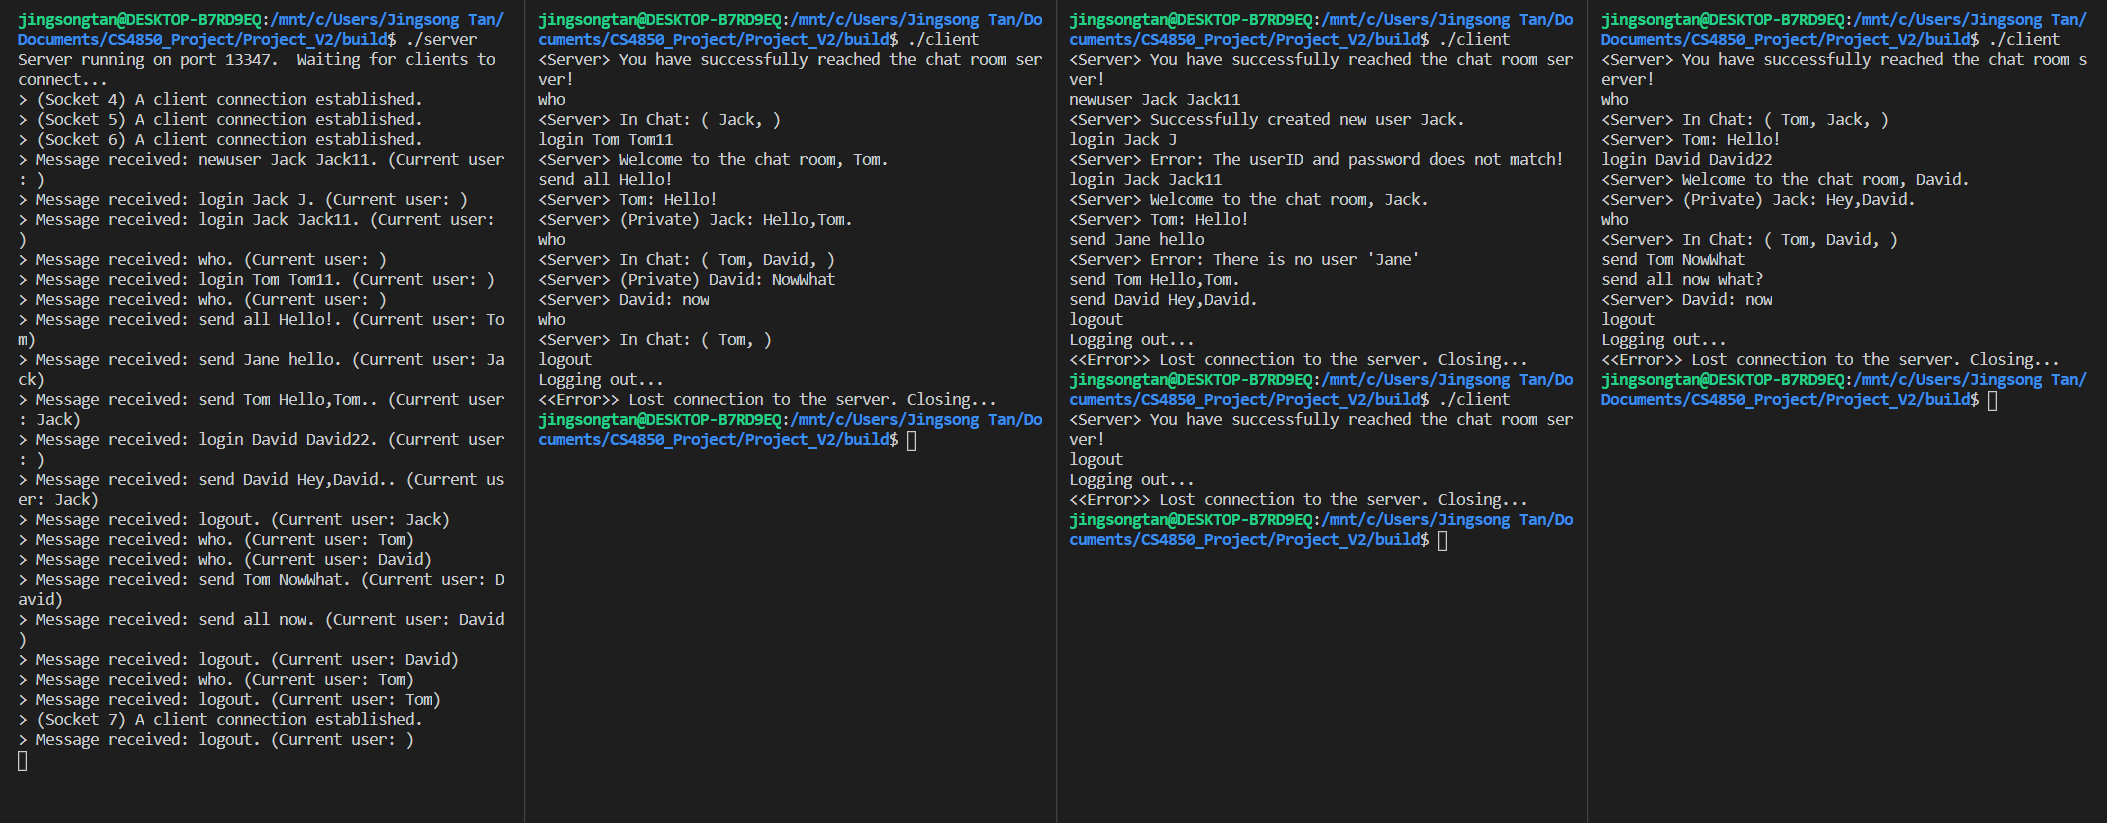 jingsongtan@DESKTOP-B7RD9EQ:/mnt/c/Users/Jingsong Tan/
Documents/CS4850_Project/Project_V2/build$ ./server
Server running on port 13347.  Waiting for clients to
connect...
> (Socket 4) A client connection established.
> (Socket 5) A client connection established.
> (Socket 6) A client connection established.
> Message received: newuser Jack Jack11. (Current user
: )
> Message received: login Jack J. (Current user: )
> Message received: login Jack Jack11. (Current user:
)
> Message received: who. (Current user: )
> Message received: login Tom Tom11. (Current user: )
> Message received: who. (Current user: )
> Message received: send all Hello!. (Current user: To
m)
> Message received: send Jane hello. (Current user: Ja
ck)
> Message received: send Tom Hello,Tom.. (Current user
: Jack)
> Message received: login David David22. (Current user
: )
> Message received: send David Hey,David.. (Current us
er: Jack)
> Message received: logout. (Current user: Jack)
> Message received: who. (Current user: Tom)
> Message received: who. (Current user: David)
> Message received: send Tom NowWhat. (Current user: D
avid)
> Message received: send all now. (Current user: David
)
> Message received: logout. (Current user: David)
> Message received: who. (Current user: Tom)
> Message received: logout. (Current user: Tom)
> (Socket 7) A client connection established.
> Message received: logout. (Current user: )
jingsongtan@DESKTOP-B7RD9EQ:/mnt/c/Users/Jingsong Tan/Do
cuments/CS4850_Project/Project_V2/build$ ./client
<Server> You have successfully reached the chat room ser
ver!
who
<Server> In Chat: ( Jack, )
login Tom Tom11
<Server> Welcome to the chat room, Tom.
send all Hello!
<Server> Tom: Hello!
<Server> (Private) Jack: Hello,Tom.
who
<Server> In Chat: ( Tom, David, )
<Server> (Private) David: NowWhat
<Server> David: now
who
<Server> In Chat: ( Tom, )
logout
Logging out...
<<Error>> Lost connection to the server. Closing...
jingsongtan@DESKTOP-B7RD9EQ:/mnt/c/Users/Jingsong Tan/Do
cuments/CS4850_Project/Project_V2/build$
jingsongtan@DESKTOP-B7RD9EQ:/mnt/c/Users/Jingsong Tan/Do
cuments/CS4850_Project/Project_V2/build$ ./client
<Server> You have successfully reached the chat room ser
ver!
newuser Jack Jack11
<Server> Successfully created new user Jack.
login Jack J
<Server> Error: The userID and password does not match!
login Jack Jack11
<Server> Welcome to the chat room, Jack.
<Server> Tom: Hello!
send Jane hello
<Server> Error: There is no user 'Jane'
send Tom Hello,Tom.
send David Hey,David.
logout
Logging out...
<<Error>> Lost connection to the server. Closing...
jingsongtan@DESKTOP-B7RD9EQ:/mnt/c/Users/Jingsong Tan/Do
cuments/CS4850_Project/Project_V2/build$ ./client
<Server> You have successfully reached the chat room ser
ver!
logout
Logging out...
<<Error>> Lost connection to the server. Closing...
jingsongtan@DESKTOP-B7RD9EQ:/mnt/c/Users/Jingsong Tan/Do
cuments/CS4850_Project/Project_V2/build$
jingsongtan@DESKTOP-B7RD9EQ:/mnt/c/Users/Jingsong Tan/
Documents/CS4850_Project/Project_V2/build$ ./client
<Server> You have successfully reached the chat room s
erver!
who
<Server> In Chat: ( Tom, Jack, )
<Server> Tom: Hello!
login David David22
<Server> Welcome to the chat room, David.
<Server> (Private) Jack: Hey,David.
who
<Server> In Chat: ( Tom, David, )
send Tom NowWhat
send all now what?
<Server> David: now
logout
Logging out...
<<Error>> Lost connection to the server. Closing...
jingsongtan@DESKTOP-B7RD9EQ:/mnt/c/Users/Jingsong Tan/
Documents/CS4850_Project/Project_V2/build$